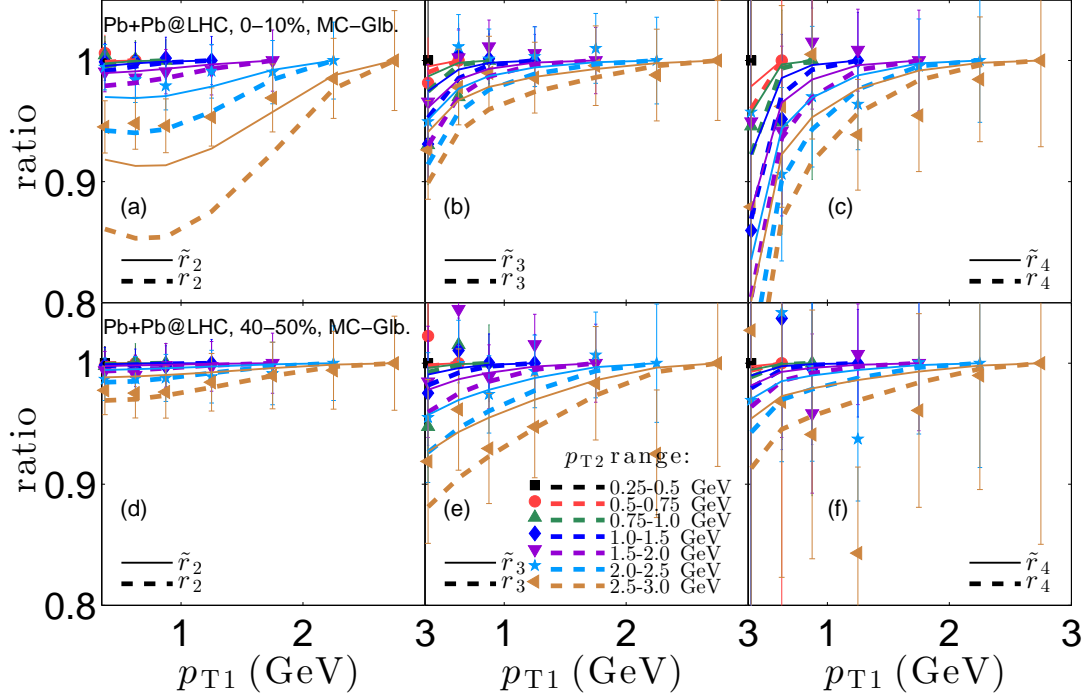 Pb+Pb@LHC, 0−10%, MC−Glb.
1
0.9
0.8
ratio
(a)
r̃2
r2
(b)
r̃3
r3
(c)
r̃4
r4
Pb+Pb@LHC, 40−50%, MC−Glb.
1
0.9
0.8
ratio
(d)
r̃2
r2
(e)
r̃3
r3
pT2 range:
0.25-0.5 GeV
0.5-0.75 GeV
0.75-1.0 GeV
1.0-1.5 GeV
1.5-2.0 GeV
2.0-2.5 GeV
2.5-3.0 GeV
(f)
r̃4
r4
1 2 3 1 2 3 1 2 3
pT1 (GeV) pT1 (GeV) pT1 (GeV)